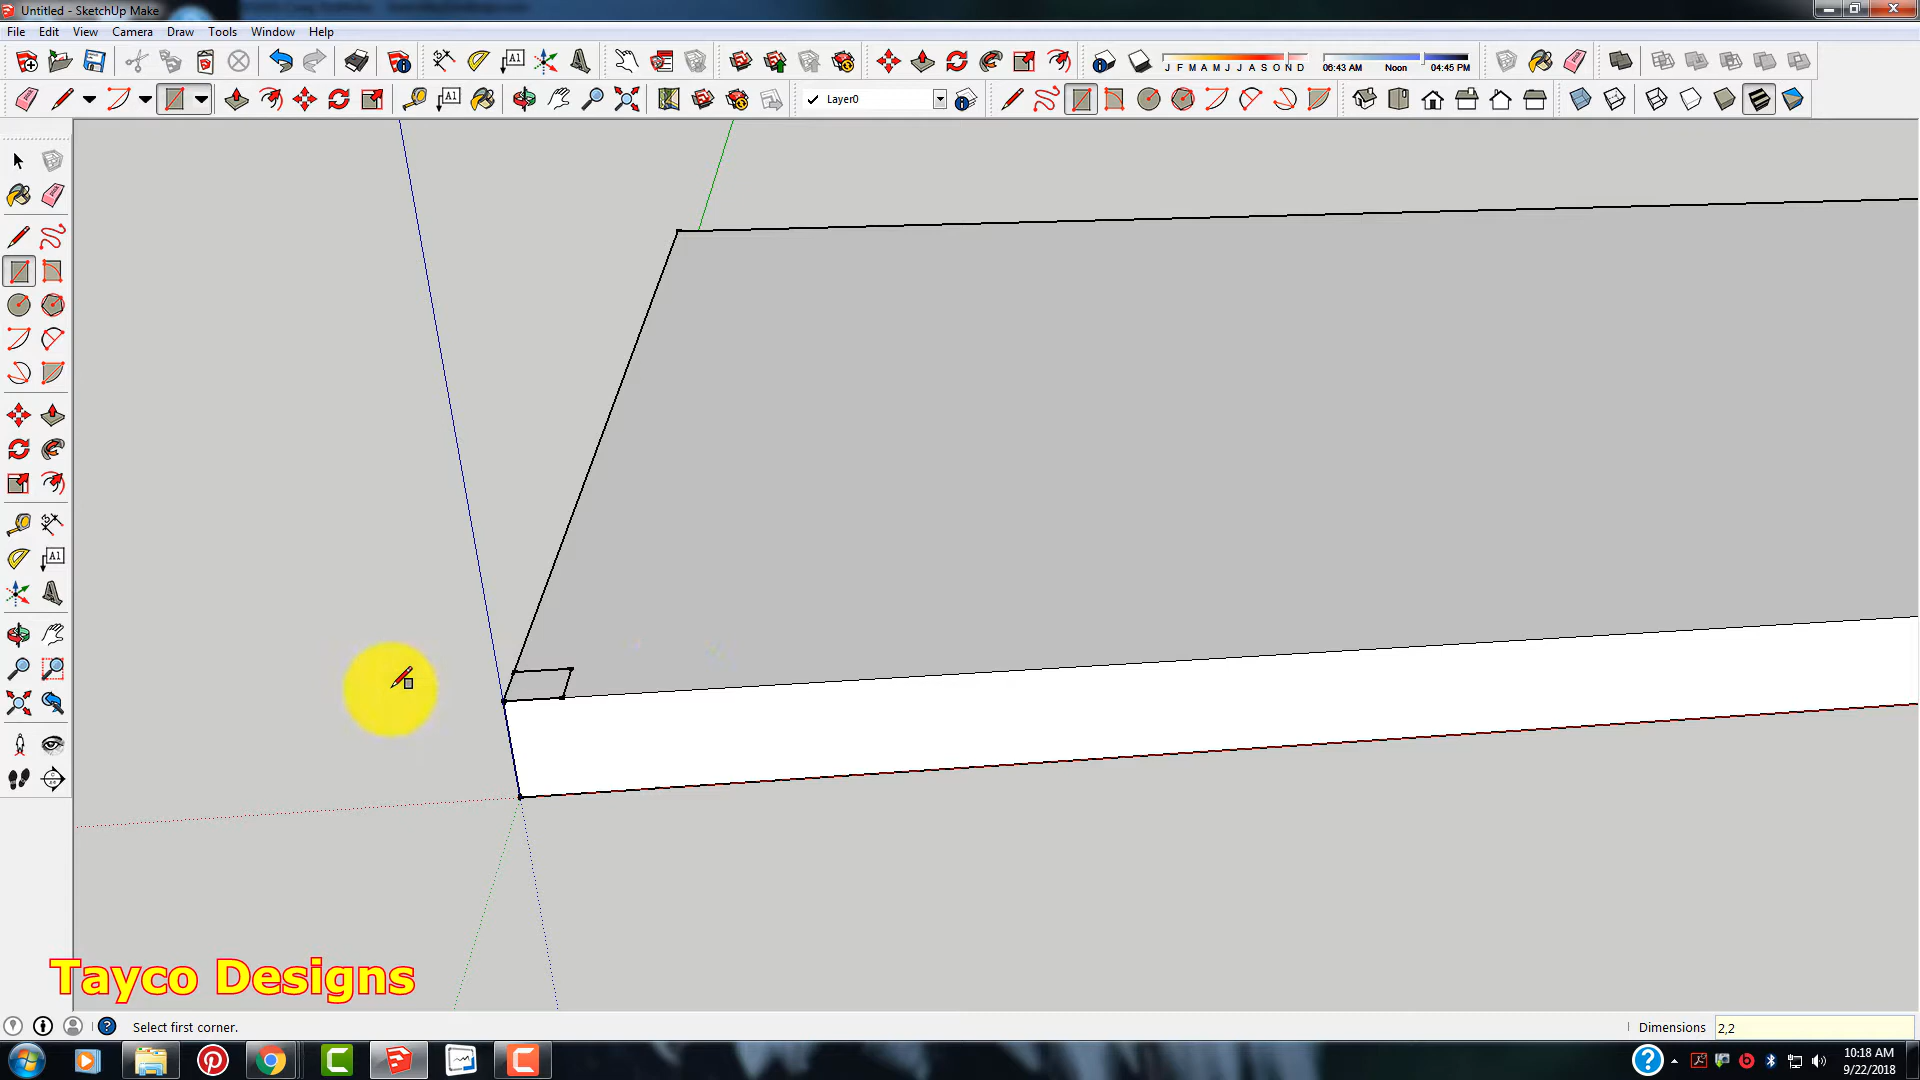 Untitled - SketchUp Make
File Edit View Camera Draw Tools Window Help
J F M A M J J A S O N D 06:43 AM Noon 04:45 PM
Layer0
Tayco Designs
Select first corner.
Dimensions 2,2
10:18 AM
9/22/2018